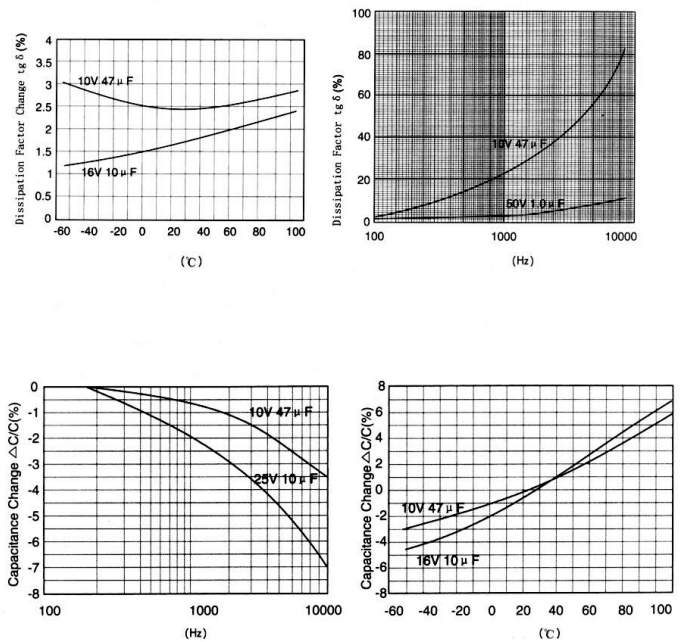 Dissipation Factor Change tg δ (%)
4
3.5
3
2.5
2
1.5
1
0.5
0
10V 47 μ F
16V 10 μ F
-60 -40 -20 0 20 40 60 80 100
(℃)
Dissipation Factor tg δ (%)
100
80
60
40
20
0
10V 47 μ F
50V 1.0 μ F
100 1000 10000
(Hz)
Capacitance Change △C/C(%)
0
-1
-2
-3
-4
-5
-6
-7
-8
10V 47 μ F
25V 10 μ F
100 1000 10000
(Hz)
Capacitance Change △C/C(%)
8
6
4
2
0
-2
-4
-6
-8
10V 47 μ F
16V 10 μ F
-60 -40 -20 0 20 40 60 80 100
(℃)